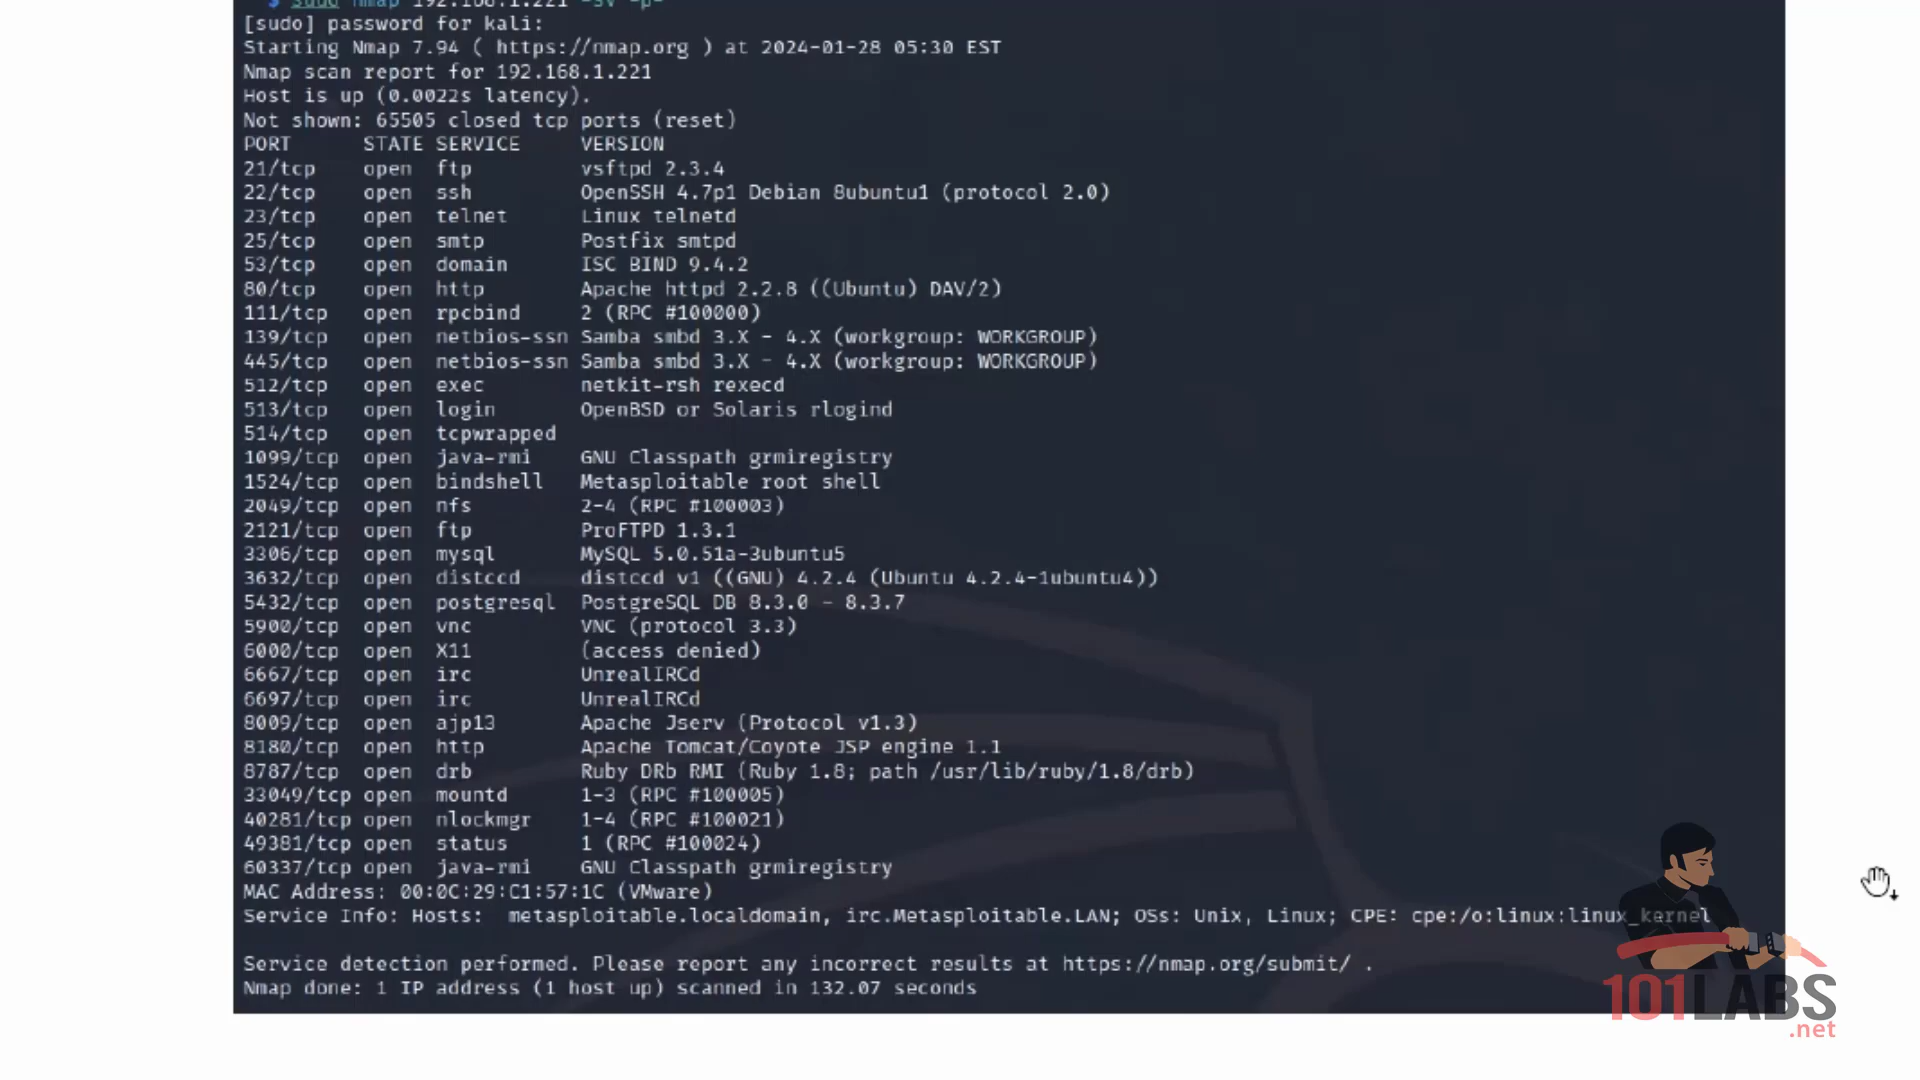 $ sudo nmap 192.168.1.221 -sV -p-
[sudo] password for kali:
Starting Nmap 7.94 ( https://nmap.org ) at 2024-01-28 05:30 EST
Nmap scan report for 192.168.1.221
Host is up (0.0022s latency).
Not shown: 65505 closed tcp ports (reset)
PORT STATE SERVICE VERSION
21/tcp open ftp vsftpd 2.3.4
22/tcp open ssh OpenSSH 4.7p1 Debian 8ubuntu1 (protocol 2.0)
23/tcp open telnet Linux telnetd
25/tcp open smtp Postfix smtpd
53/tcp open domain ISC BIND 9.4.2
80/tcp open http Apache httpd 2.2.8 ((Ubuntu) DAV/2)
111/tcp open rpcbind 2 (RPC #100000)
139/tcp open netbios-ssn Samba smbd 3.X - 4.X (workgroup: WORKGROUP)
445/tcp open netbios-ssn Samba smbd 3.X - 4.X (workgroup: WORKGROUP)
512/tcp open exec netkit-rsh rexecd
513/tcp open login OpenBSD or Solaris rlogind
514/tcp open tcpwrapped
1099/tcp open java-rmi GNU Classpath grmiregistry
1524/tcp open bindshell Metasploitable root shell
2049/tcp open nfs 2-4 (RPC #100003)
2121/tcp open ftp ProFTPD 1.3.1
3306/tcp open mysql MySQL 5.0.51a-3ubuntu5
3632/tcp open distccd distccd v1 ((GNU) 4.2.4 (Ubuntu 4.2.4-1ubuntu4))
5432/tcp open postgresql PostgreSQL DB 8.3.0 - 8.3.7
5900/tcp open vnc VNC (protocol 3.3)
6000/tcp open X11 (access denied)
6667/tcp open irc UnrealIRCd
6697/tcp open irc UnrealIRCd
8009/tcp open ajp13 Apache Jserv (Protocol v1.3)
8180/tcp open http Apache Tomcat/Coyote JSP engine 1.1
8787/tcp open drb Ruby DRb RMI (Ruby 1.8; path /usr/lib/ruby/1.8/drb)
33049/tcp open mountd 1-3 (RPC #100005)
40281/tcp open nlockmgr 1-4 (RPC #100021)
49381/tcp open status 1 (RPC #100024)
60337/tcp open java-rmi GNU Classpath grmiregistry
MAC Address: 00:0C:29:C1:57:1C (VMware)
Service Info: Hosts: metasploitable.localdomain, irc.Metasploitable.LAN; OSs: Unix, Linux; CPE: cpe:/o:linux:linux_kernel
Service detection performed. Please report any incorrect results at https://nmap.org/submit/ .
Nmap done: 1 IP address (1 host up) scanned in 132.07 seconds
101LABS
.net